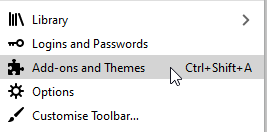 Library
Logins and Passwords
Add-ons and Themes Ctrl+Shift+A
Options
Customise Toolbar...